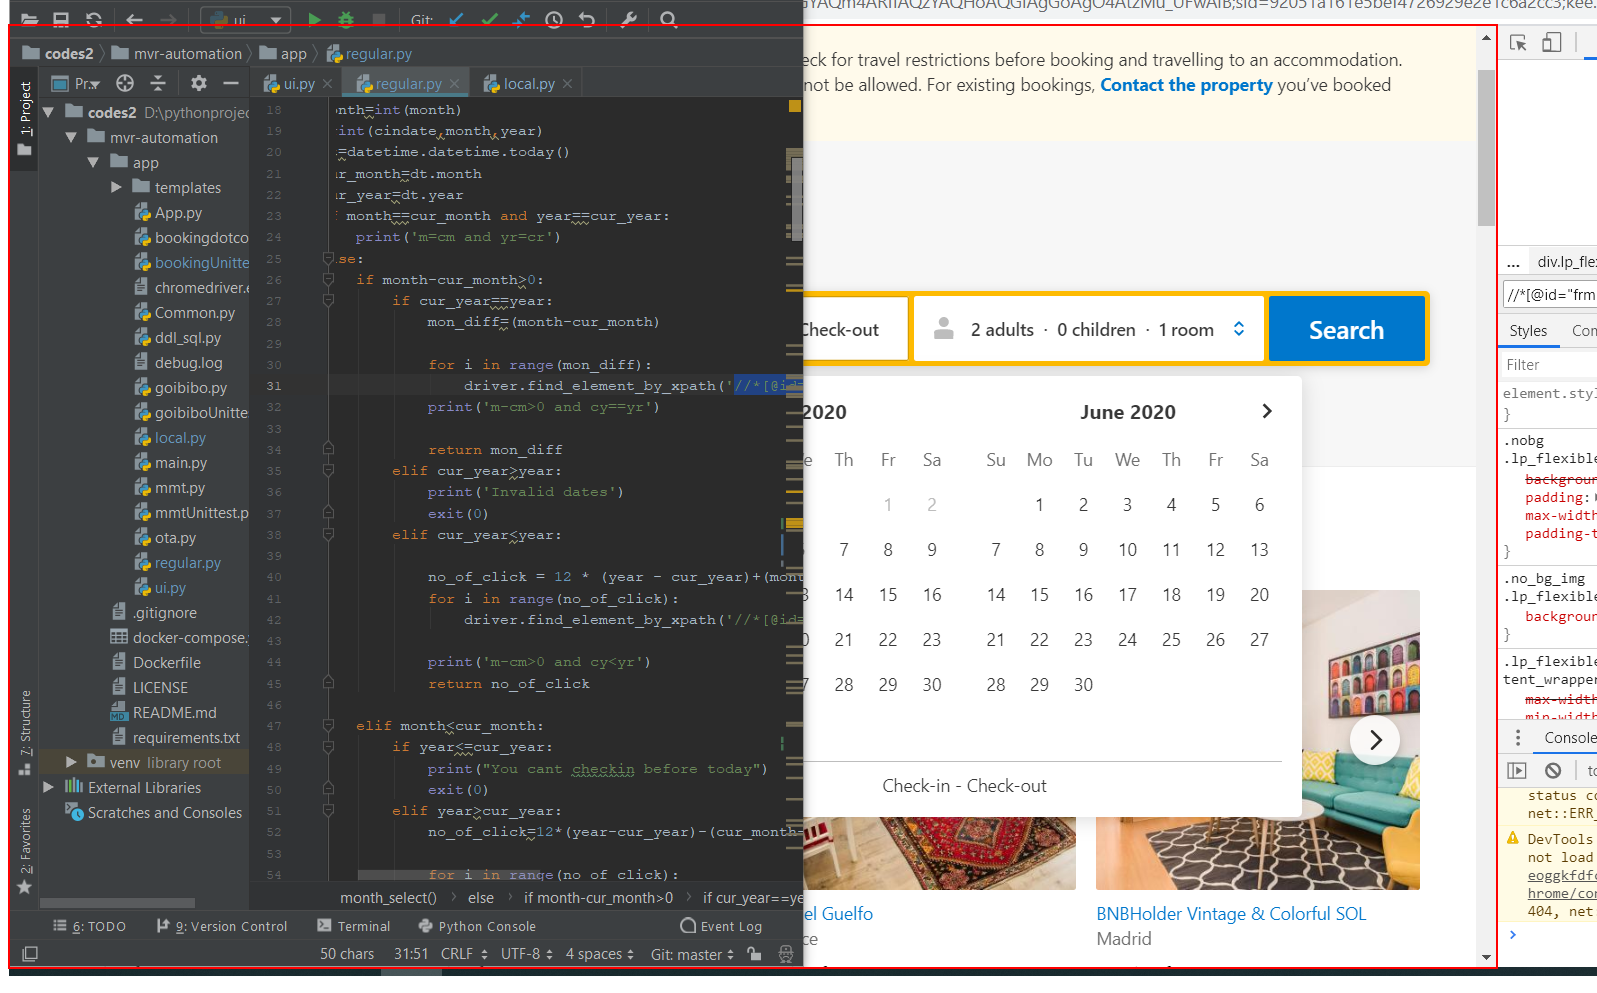 GYAQm4ARIIAQZYAQHoAQGIAgGoAgO4AtzMu_UFwAIB;sid=92051a161e5bef4726929e2e1c6a2cc3;kee
ui
Git:
codes2
mvr-automation
app
regular.py
ui.py
regular.py
local.py
1: Project
Pr
codes2 D:\pythonprojec
mvr-automation
app
templates
App.py
bookingdotco
bookingUnitte
chromedriver.e
Common.py
ddl_sql.py
debug.log
goibibo.py
goibiboUnittes
local.py
main.py
mmt.py
mmtUnittest.p
ota.py
regular.py
ui.py
.gitignore
docker-compose.
Dockerfile
LICENSE
README.md
requirements.txt
venv library root
External Libraries
Scratches and Consoles
7: Structure
2: Favorites
18 nth=int(month)
19 int(cindate,month,year)
20 =datetime.datetime.today()
21 r_month=dt.month
22 r_year=dt.year
23 month==cur_month and year==cur_year:
24 print('m=cm and yr=cr')
25 se:
26 if month-cur_month>0:
27 if cur_year==year:
28 mon_diff=(month-cur_month)
29
30 for i in range(mon_diff):
31 driver.find_element_by_xpath('//*[@id=
32 print('m-cm>0 and cy==yr')
33
34 return mon_diff
35 elif cur_year>year:
36 print('Invalid dates')
37 exit(0)
38 elif cur_year<year:
39
40 no_of_click = 12 * (year - cur_year)+(mont
41 for i in range(no_of_click):
42 driver.find_element_by_xpath('//*[@id=
43
44 print('m-cm>0 and cy<yr')
45 return no_of_click
46
47 elif month<cur_month:
48 if year<=cur_year:
49 print("You cant checkin before today")
50 exit(0)
51 elif year>cur_year:
52 no_of_click=12*(year-cur_year)-(cur_month-
53
54 for i in range(no_of_click):
month_select() else if month-cur_month>0 if cur_year==ye
6: TODO 9: Version Control Terminal Python Console Event Log
50 chars 31:51 CRLF UTF-8 4 spaces Git: master
eck for travel restrictions before booking and travelling to an accommodation.
not be allowed. For existing bookings, Contact the property you've booked
Check-out
2 adults · 0 children · 1 room
Search
2020
June 2020
e Th Fr Sa Su Mo Tu We Th Fr Sa
1 2 1 2 3 4 5 6
7 8 9 7 8 9 10 11 12 13
14 15 16 14 15 16 17 18 19 20
21 22 23 21 22 23 24 25 26 27
28 29 30 28 29 30
Check-in - Check-out
el Guelfo
ce
BNBHolder Vintage & Colorful SOL
Madrid
... div.lp_fle
//*[@id="frm
Styles Con
Filter
element.sty
}
.nobg
.lp_flexible
backgroun
padding:
max-width
padding-t
}
.no_bg_img
.lp_flexible
backgroun
}
.lp_flexible
tent_wrapper
max-width
min-width
Console
to
status co
net::ERR_
DevTools
not load
eoggkfdfo
hrome/con
404, net: